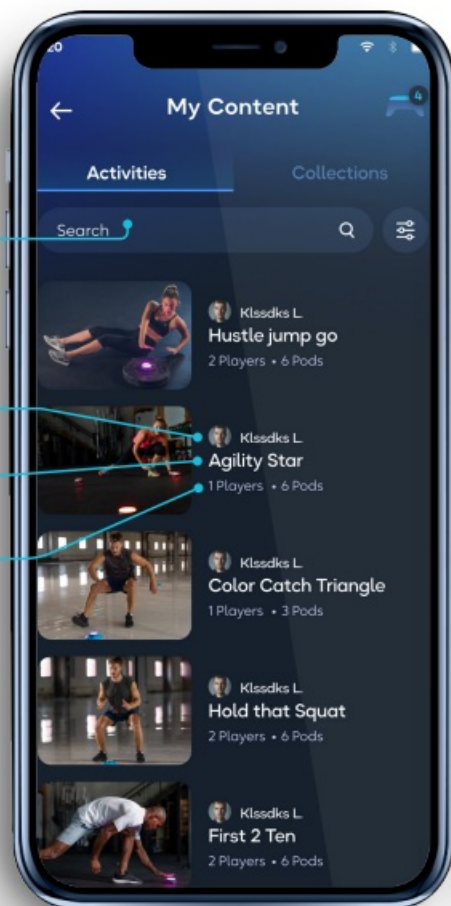 20
4
My Content
Activities
Collections
Search
Klssdks L.
Hustle jump go
2 Players • 6 Pods
Klssdks L.
Agility Star
1 Players • 6 Pods
Klssdks L.
Color Catch Triangle
1 Players • 3 Pods
Klssdks L.
Hold that Squat
2 Players • 6 Pods
Klssdks L.
First 2 Ten
2 Players • 6 Pods